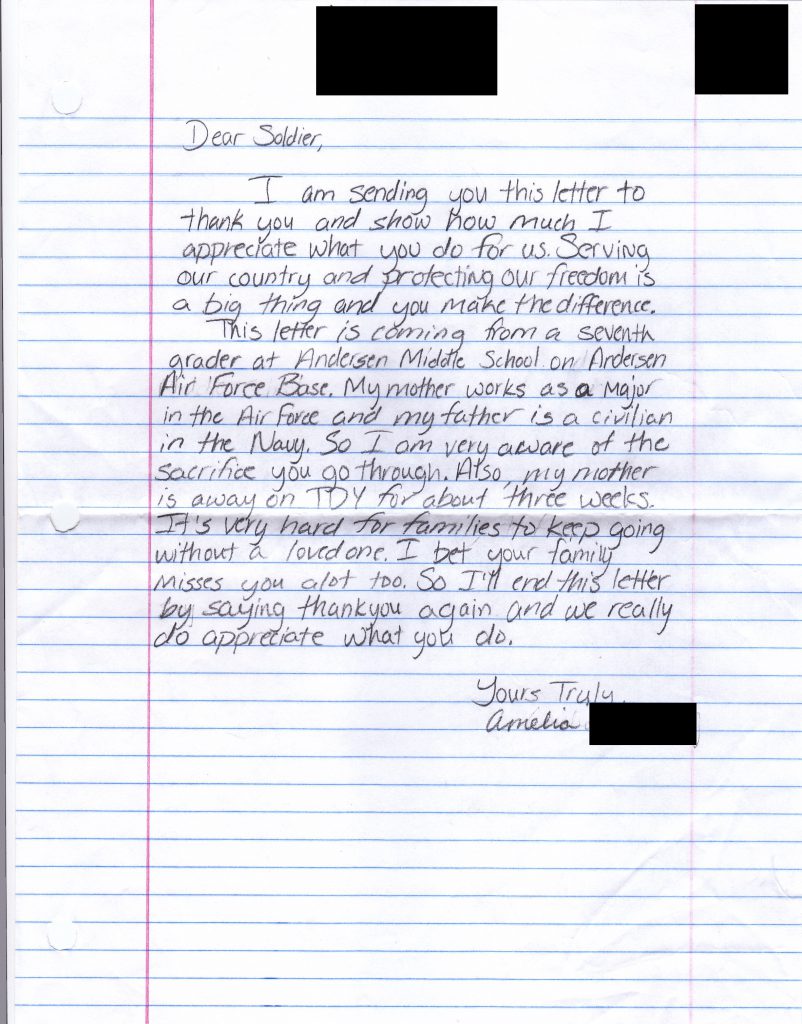 Dear Soldier,
I am sending you this letter to
thank you and show how much I
appreciate what you do for us. Serving
our country and protecting our freedom is
a big thing and you make the difference.
This letter is coming from a seventh
grader at Andersen Middle School on Andersen
Air Force Base. My mother works as a Major
in the Air Force and my father is a civilian
in the Navy. So I am very aware of the
sacrifice you go through. Also, my mother
is away on TDY for about three weeks.
It's very hard for families to keep going
without a loved one. I bet your family
misses you alot too. So I'll end this letter
by saying thankyou again and we really
do appreciate what you do.
Yours Truly,
Amelia